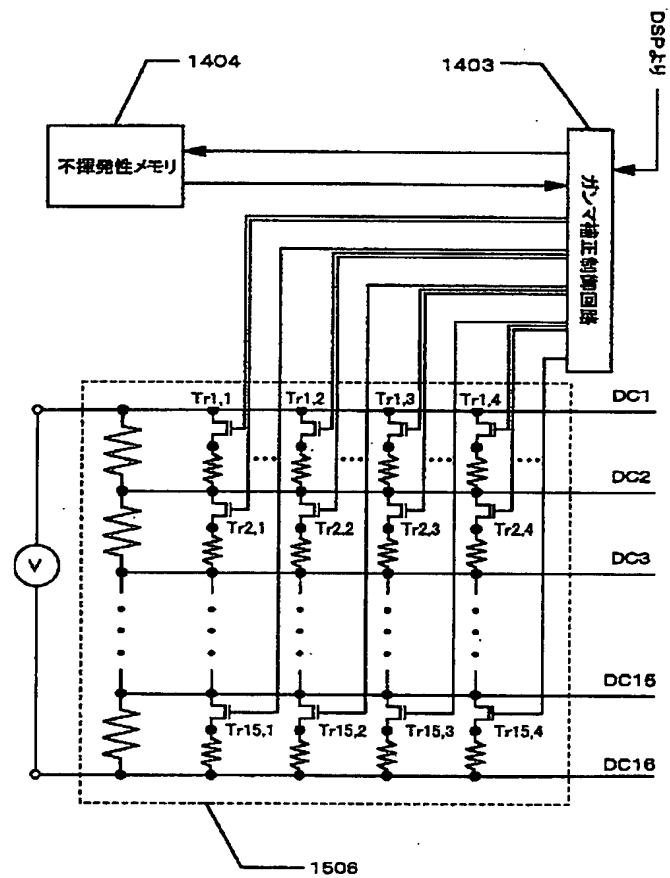 1404
1403
DSPより
不揮発性メモリ
ガンマ補正制御回路
Tr1,1
Tr1,2
Tr1,3
Tr1,4
DC1
DC2
Tr2,1
Tr2,2
Tr2,3
Tr2,4
DC3
V
DC15
Tr15,1
Tr15,2
Tr15,3
Tr15,4
DC16
1506